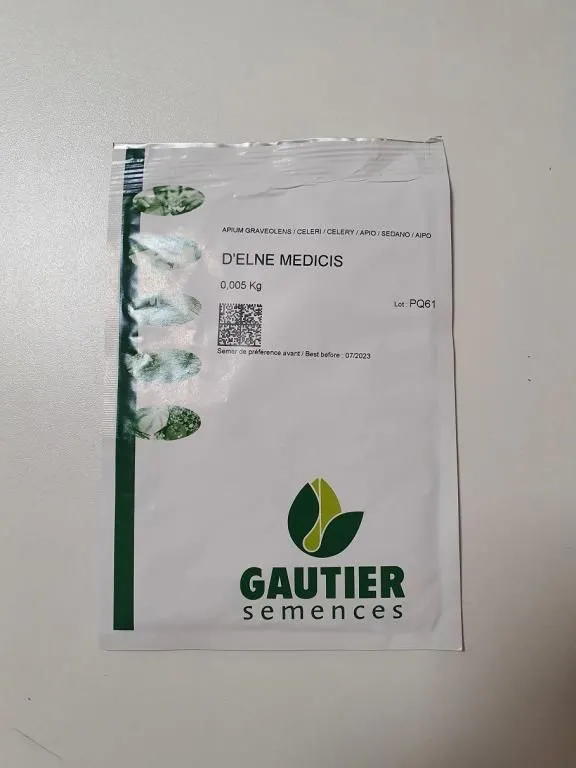 APIUM GRAVEOLENS / CELERI / CELERY / APIO / SEDANO / AIPO
D'ELNE MEDICIS
0,005 Kg
Lot : PQ61
Semer de préférence avant / Best before : 07/2023
GAUTIER
semences